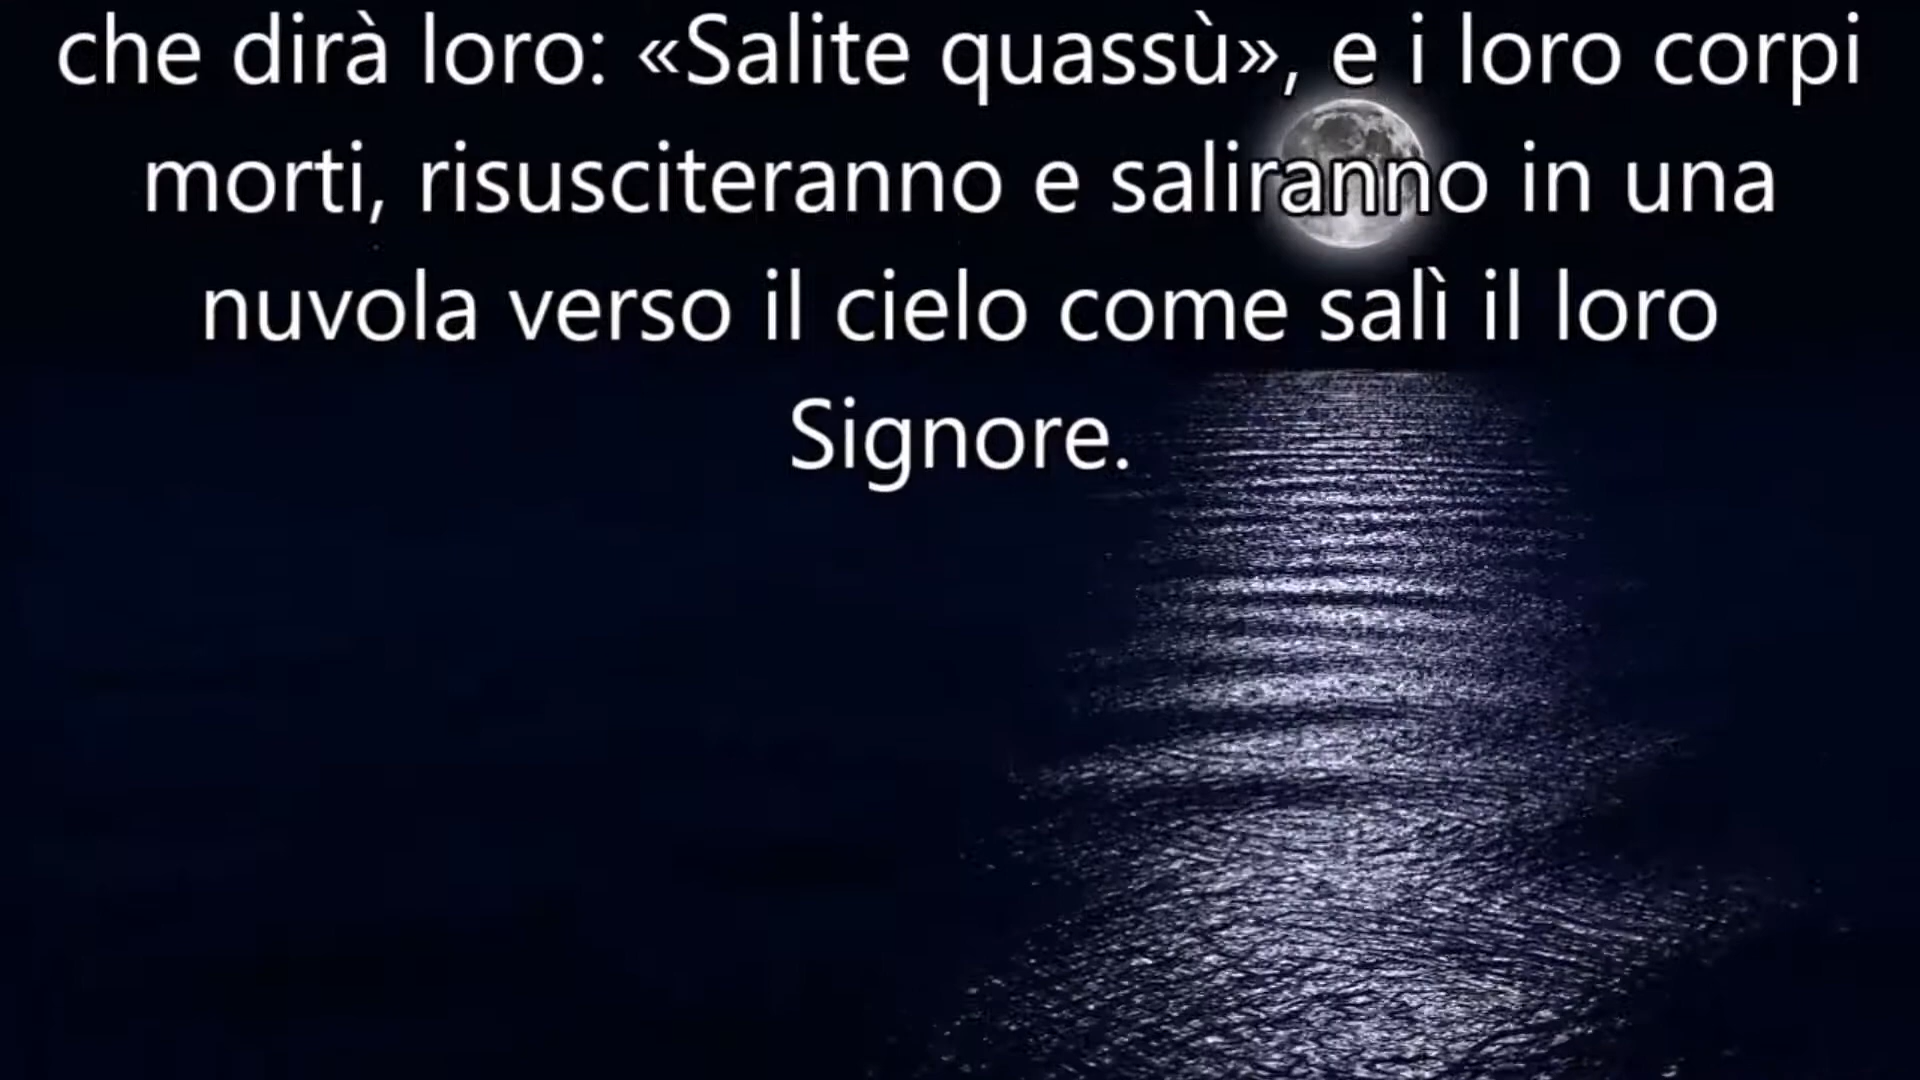 che dirà loro: «Salite quassù», e i loro corpi
morti, risusciteranno e saliranno in una
nuvola verso il cielo come salì il loro
Signore.